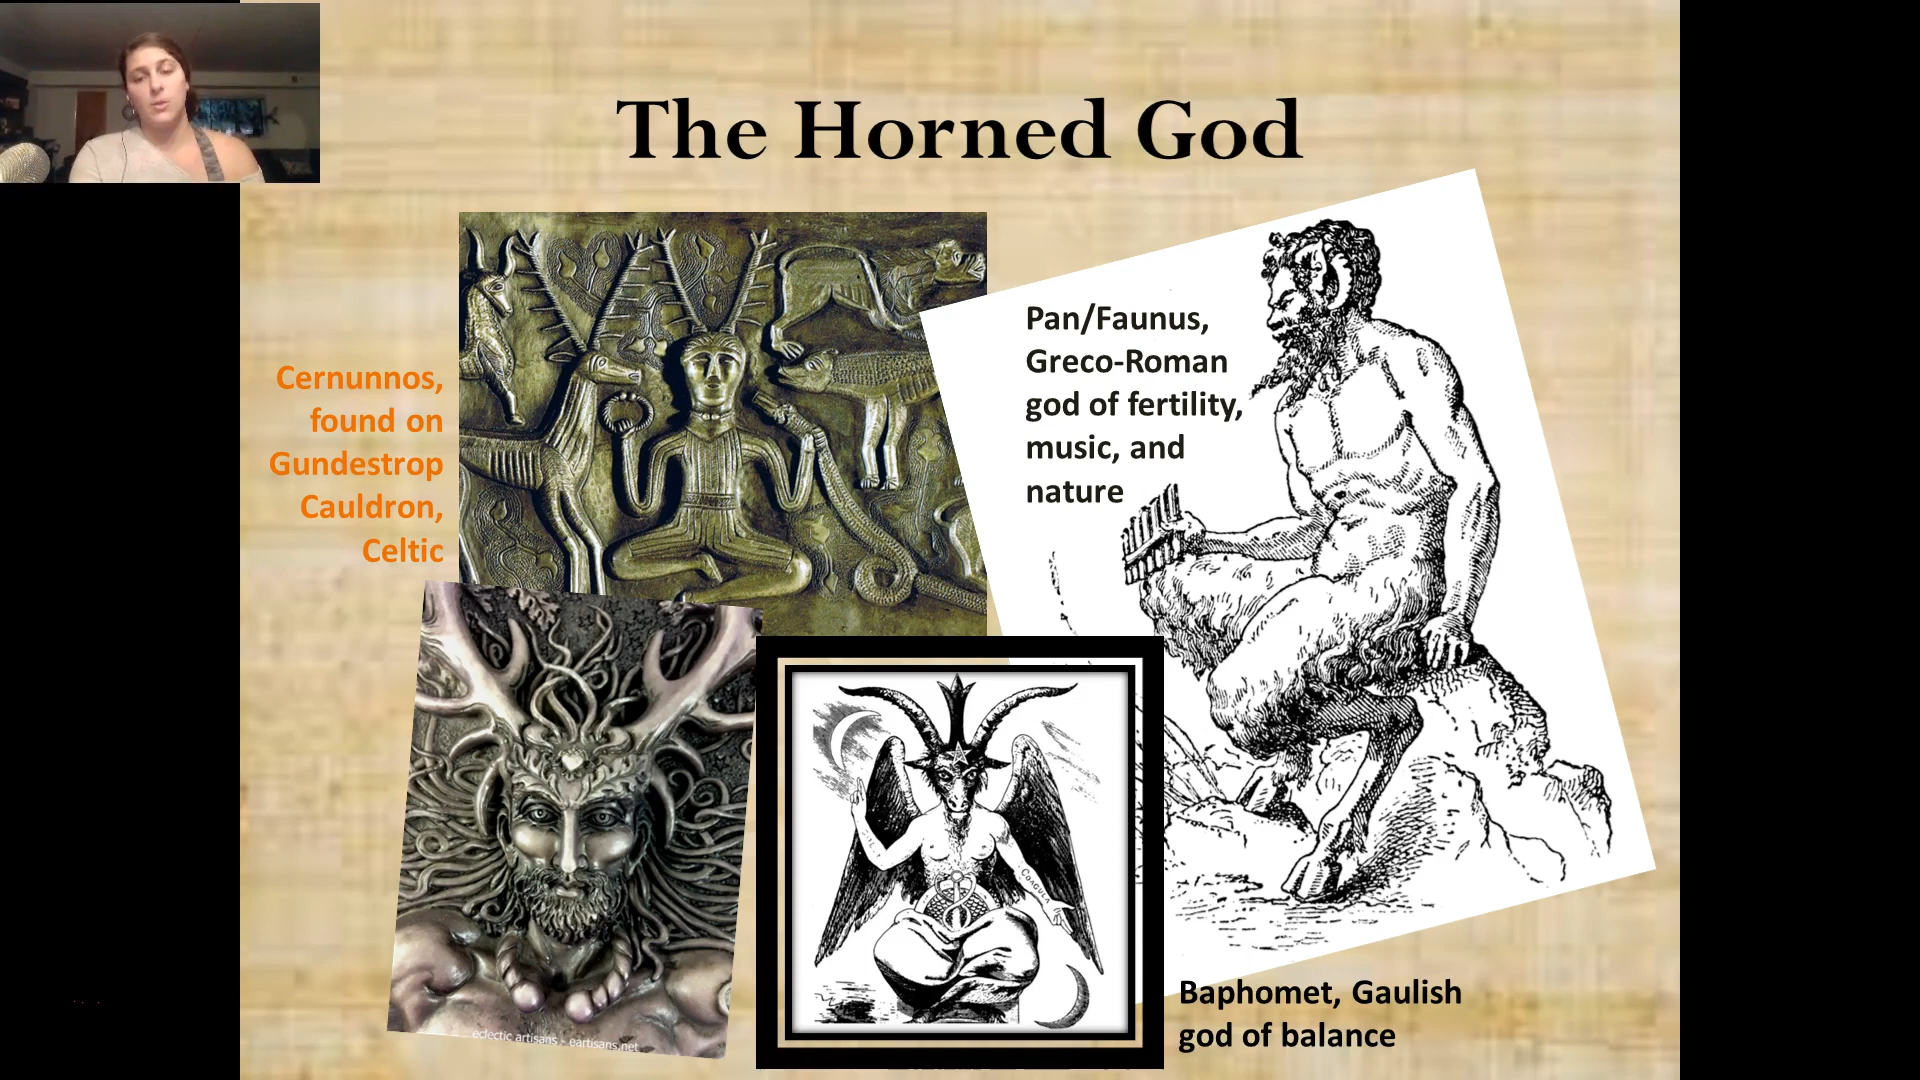 The Horned God
Cernunnos,
found on
Gundestrop
Cauldron,
Celtic
Pan/Faunus,
Greco-Roman
god of fertility,
music, and
nature
COAGULA
eclectic artisans - eartisans.net
Baphomet, Gaulish
god of balance